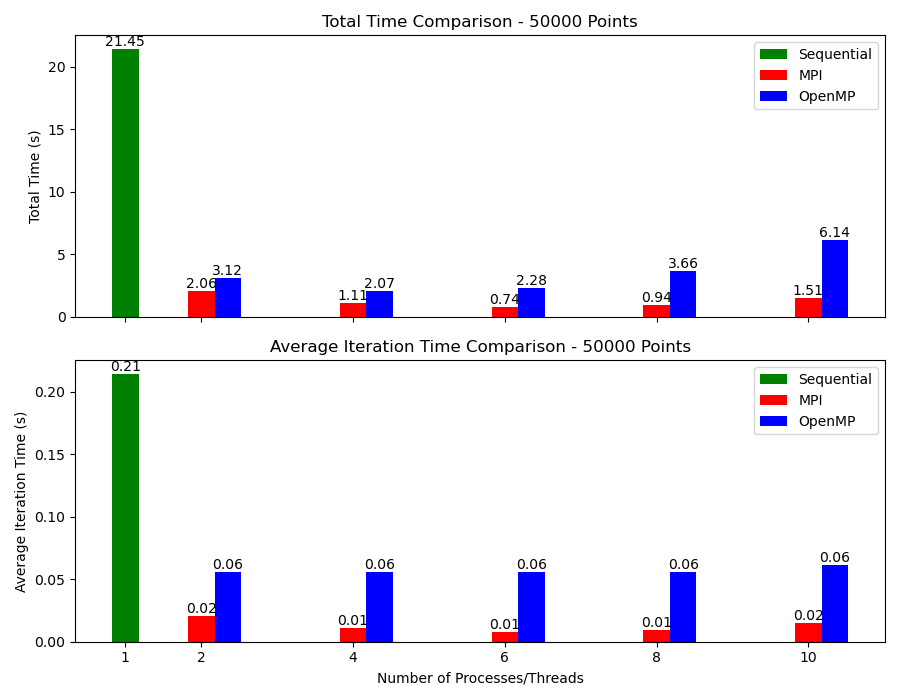 Total Time Comparison - 50000 Points
21.45
20
15
10
5
0
Total Time (s)
2.06
3.12
1.11
2.07
0.74
2.28
0.94
3.66
1.51
6.14
Sequential
MPI
OpenMP
Average Iteration Time Comparison - 50000 Points
0.21
0.20
0.15
0.10
0.05
0.00
Average Iteration Time (s)
0.02
0.06
0.01
0.06
0.01
0.06
0.01
0.06
0.02
0.06
Sequential
MPI
OpenMP
1 2 4 6 8 10
Number of Processes/Threads